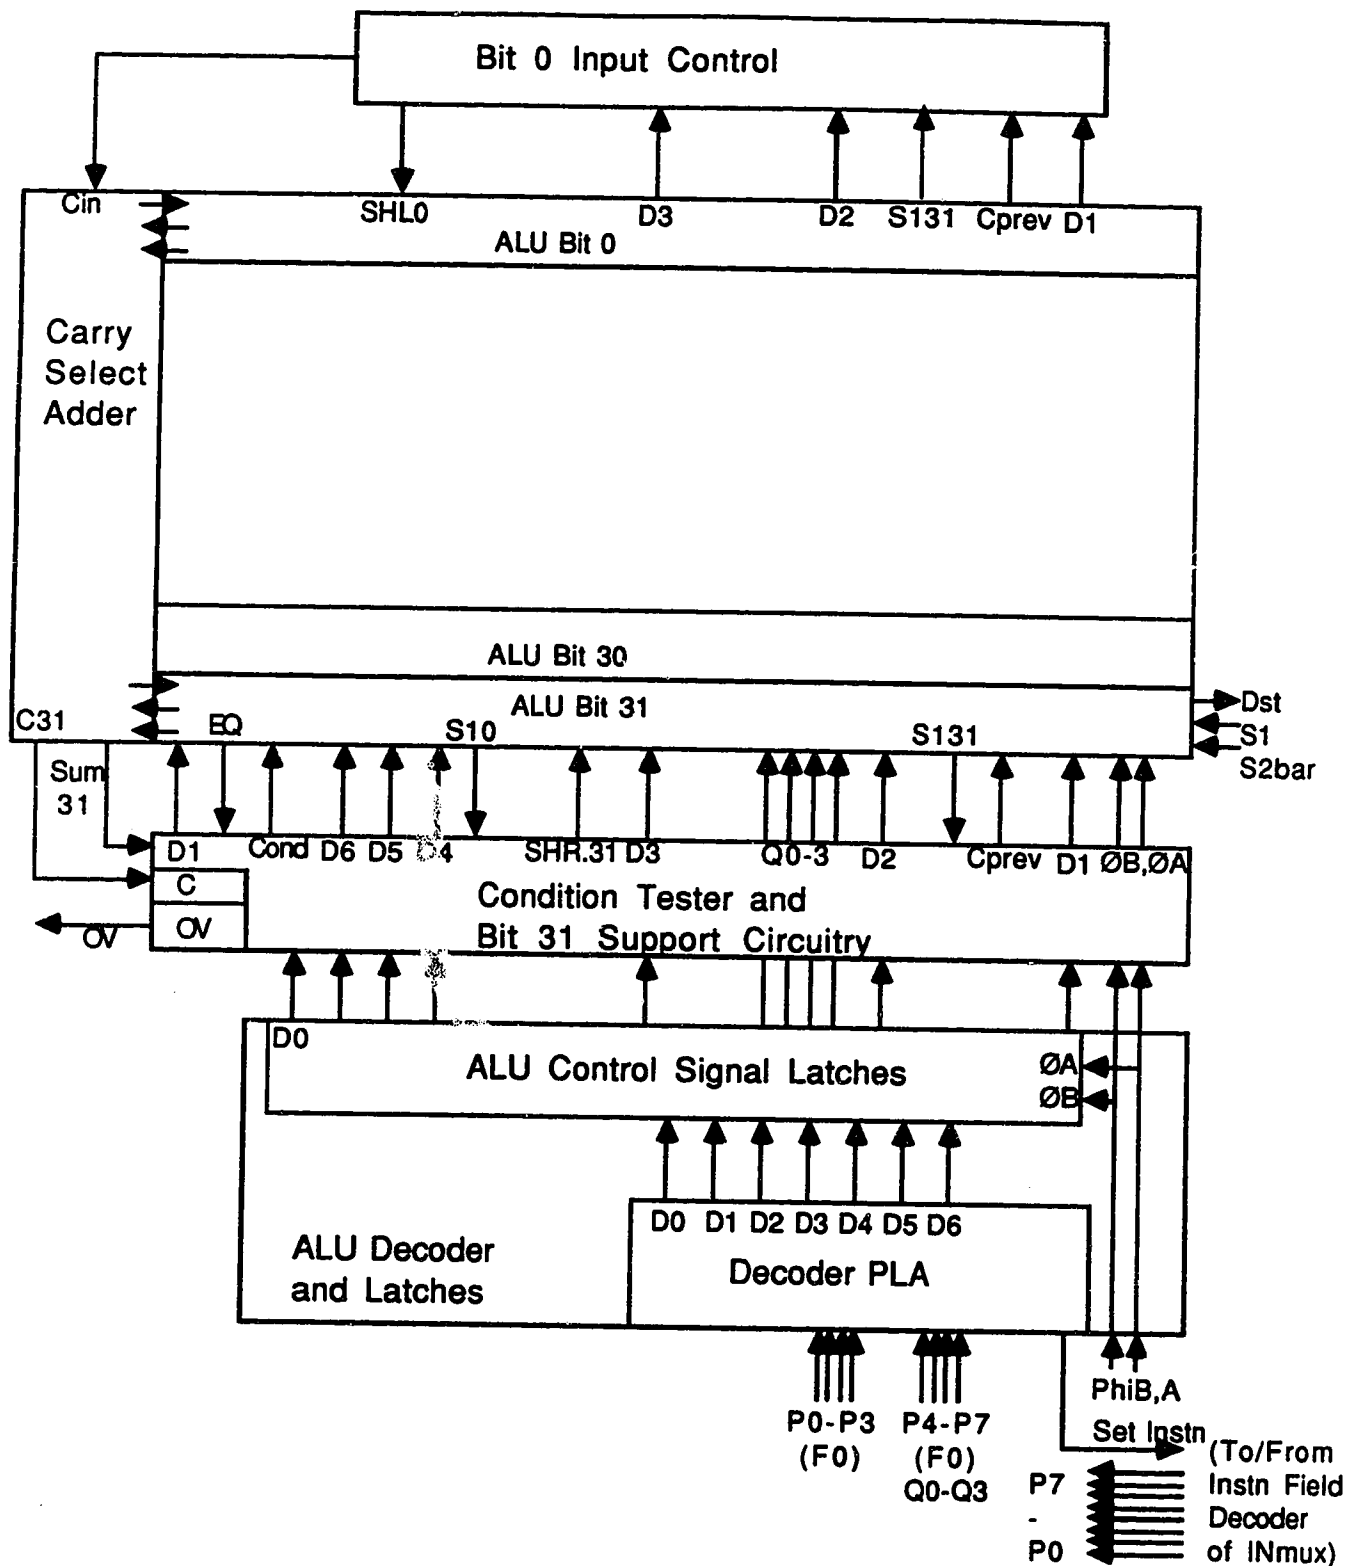 Bit 0 Input Control
Cin
SHL0
D3
D2
S131
Cprev
D1
ALU Bit 0
Carry
Select
Adder
ALU Bit 30
ALU Bit 31
C31
EQ
S10
S131
Dst
S1
S2bar
Sum
31
D1
Cond
D6
D5
D4
SHR.31
D3
Q0-3
D2
Cprev
D1
ØB,ØA
C
OV
OV
Condition Tester and
Bit 31 Support Circuitry
D0
ALU Control Signal Latches
ØA
ØB
D0 D1 D2 D3 D4 D5 D6
Decoder PLA
ALU Decoder
and Latches
PhiB,A
P0-P3
(F0)
P4-P7
(F0)
Q0-Q3
Set Instn
(To/From
Instn Field
Decoder
of INmux)
P7
-
P0